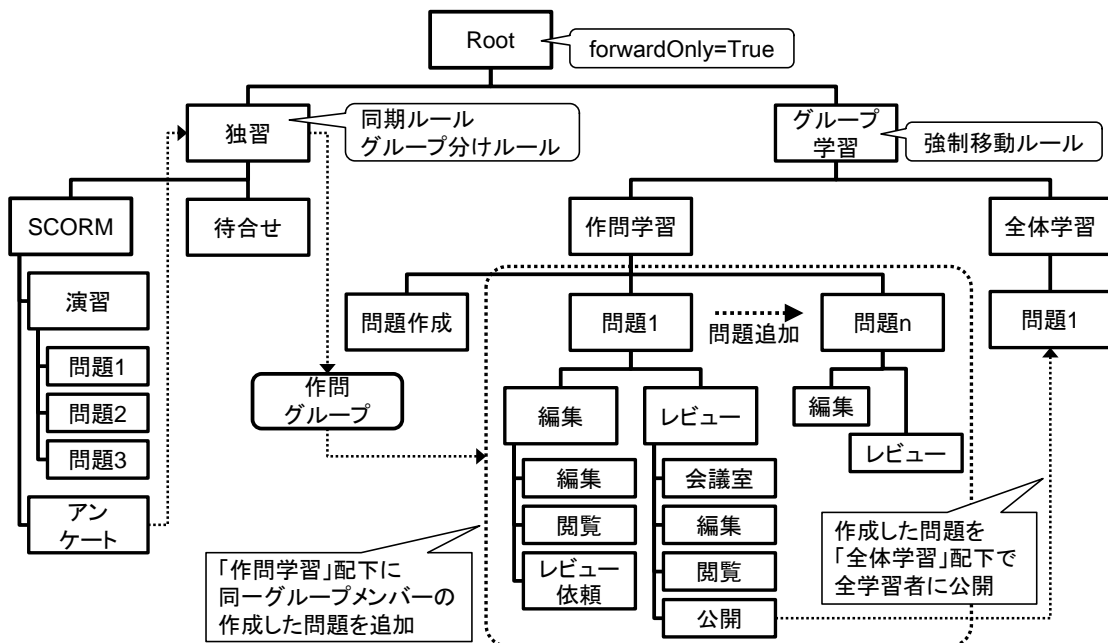 Root
forwardOnly=True
独習
同期ルール
グループ分けルール
グループ
学習
強制移動ルール
SCORM
待合せ
作問学習
全体学習
演習
問題1
問題2
問題3
アン
ケート
作問
グループ
問題作成
問題1
問題追加
問題n
問題1
編集
レビュー
編集
レビュー
編集
閲覧
レビュー
依頼
会議室
編集
閲覧
公開
「作問学習」配下に
同一グループメンバーの
作成した問題を追加
作成した問題を
「全体学習」配下で
全学習者に公開